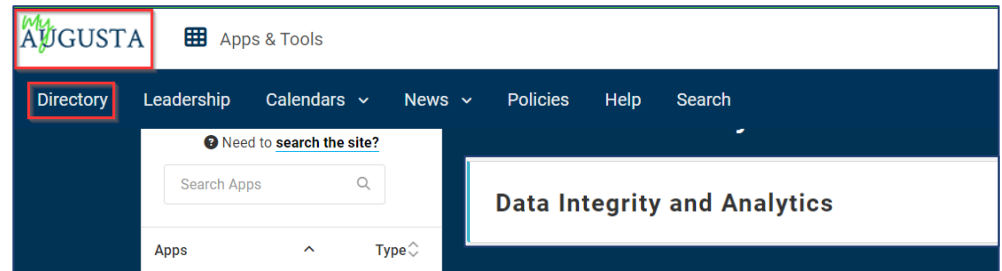 My
AUGUSTA
Apps & Tools
Directory Leadership Calendars News Policies Help Search
Need to search the site?
Search Apps
Data Integrity and Analytics
Apps Type